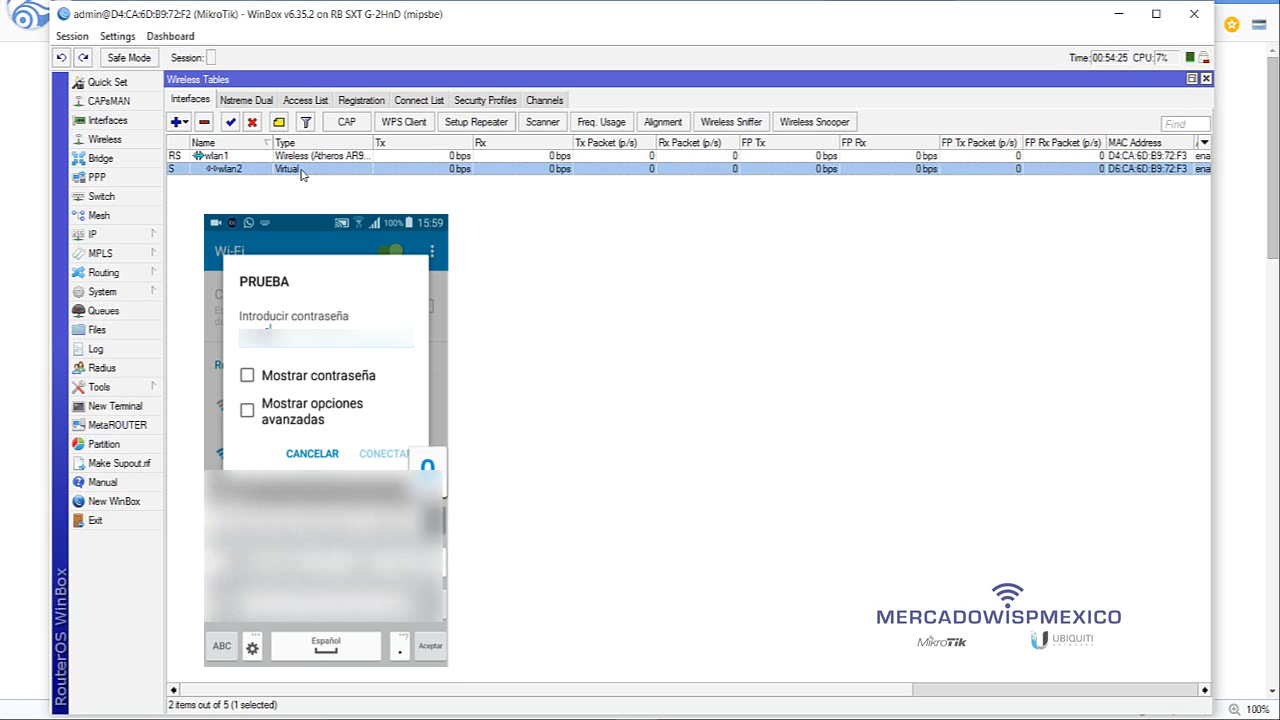 admin@D4:CA:6D:B9:72:F2 (MikroTik) - WinBox v6.35.2 on RB SXT G-2HnD (mipsbe)
Session Settings Dashboard
Safe Mode Session: Time: 00:54:25 CPU: 7%
Quick Set
CAPsMAN
Interfaces
Wireless
Bridge
PPP
Switch
Mesh
IP
MPLS
Routing
System
Queues
Files
Log
Radius
Tools
New Terminal
MetaROUTER
Partition
Make Supout.rif
Manual
New WinBox
Exit
RouterOS WinBox
Wireless Tables
Interfaces Nstreme Dual Access List Registration Connect List Security Profiles Channels
CAP WPS Client Setup Repeater Scanner Freq. Usage Alignment Wireless Sniffer Wireless Snooper Find
Name Type Tx Rx Tx Packet (p/s) Rx Packet (p/s) FP Tx FP Rx FP Tx Packet (p/s) FP Rx Packet (p/s) MAC Address
RS wlan1 Wireless (Atheros AR9... 0 bps 0 bps 0 0 0 bps 0 bps 0 0 D4:CA:6D:B9:72:F3 ena
S wlan2 Virtual 0 bps 0 bps 0 0 0 bps 0 bps 0 0 D6:CA:6D:B9:72:F3 ena
100% 15:59
Wi-Fi
PRUEBA
Introducir contraseña
Mostrar contraseña
Mostrar opciones
avanzadas
CANCELAR CONECTA
ABC Español . Aceptar
MERCADOWISPMEXICO
MikroTik UBIQUITI
NETWORKS
2 items out of 5 (1 selected)
100%